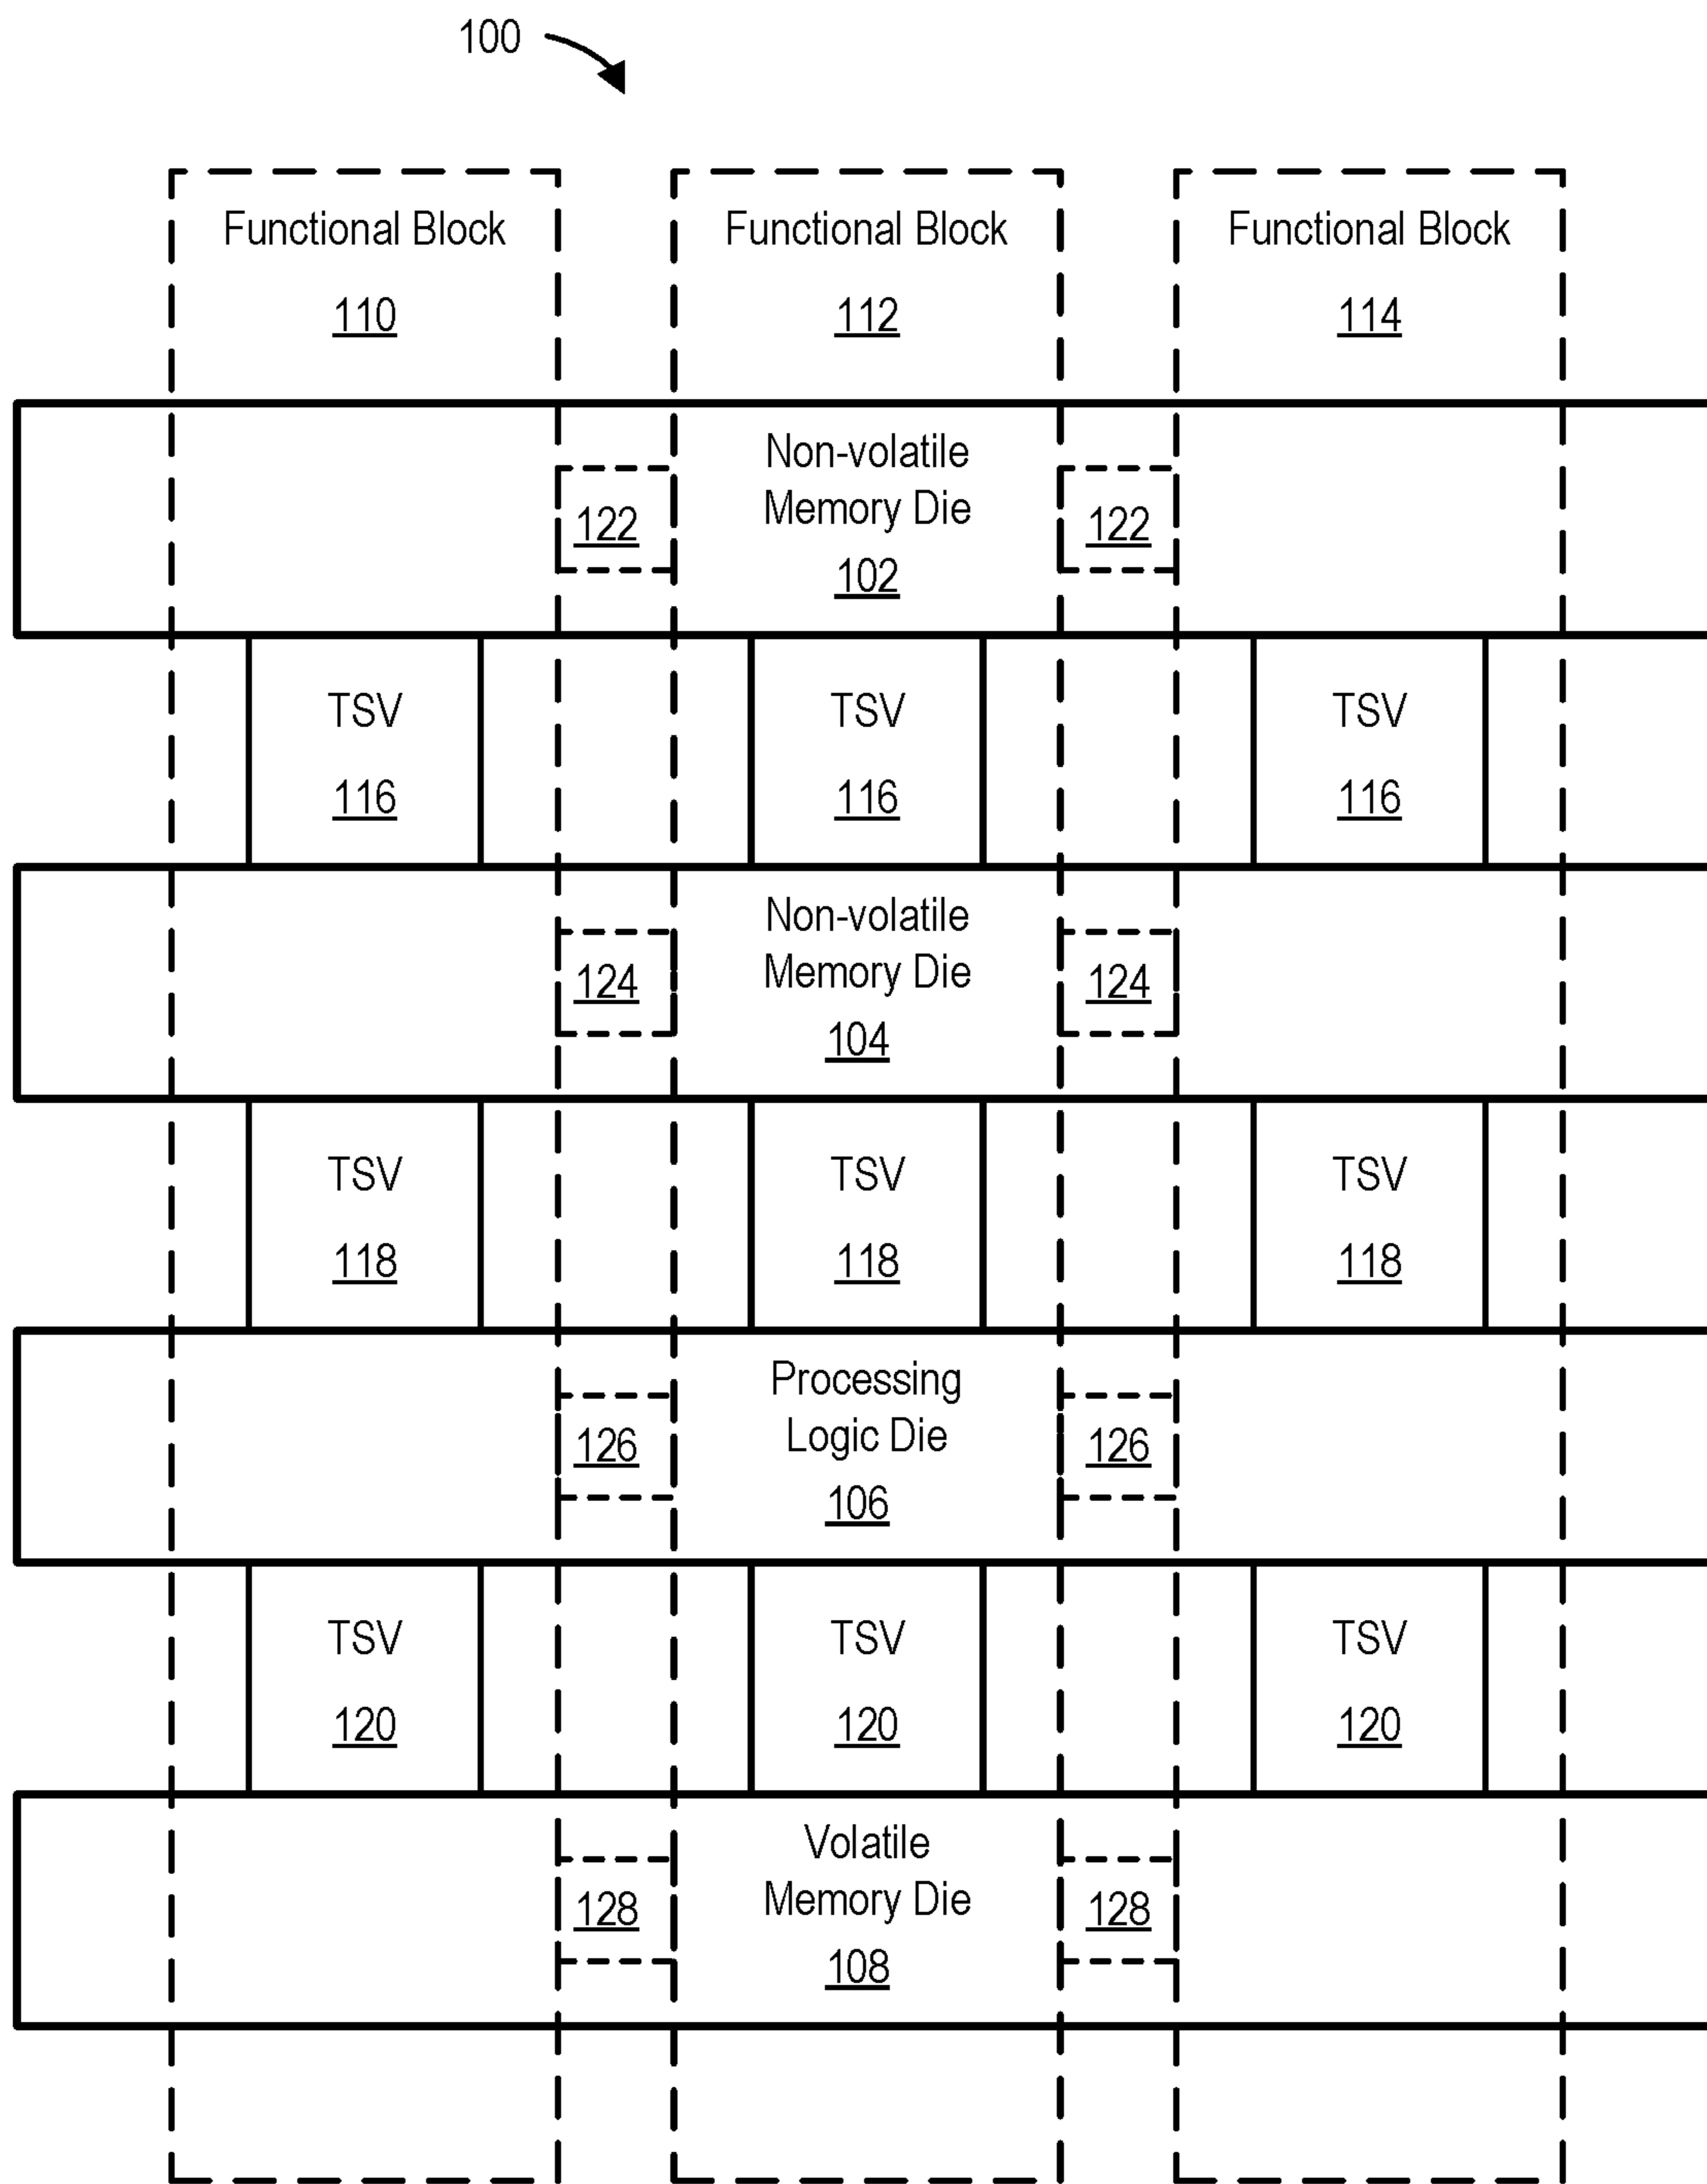 100
Functional Block
110
Functional Block
112
Functional Block
114
Non-volatile
Memory Die
102
122
122
TSV
116
TSV
116
TSV
116
Non-volatile
Memory Die
104
124
124
TSV
118
TSV
118
TSV
118
Processing
Logic Die
106
126
126
TSV
120
TSV
120
TSV
120
Volatile
Memory Die
108
128
128